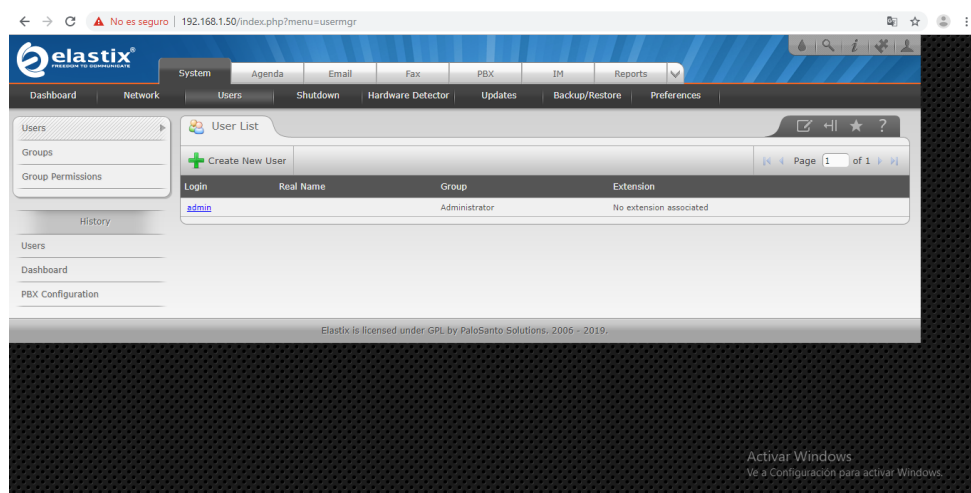 No es seguro | 192.168.1.50/index.php?menu=usermgr
elastix®
FREEDOM TO COMMUNICATE
System Agenda Email Fax PBX IM Reports
Dashboard Network Users Shutdown Hardware Detector Updates Backup/Restore Preferences
Users
Groups
Group Permissions
History
Users
Dashboard
PBX Configuration
User List
Create New User
Page 1 of 1
Login Real Name Group Extension
admin Administrator No extension associated
Elastix is licensed under GPL by PaloSanto Solutions. 2006 - 2019.
Activar Windows
Ve a Configuración para activar Windows.